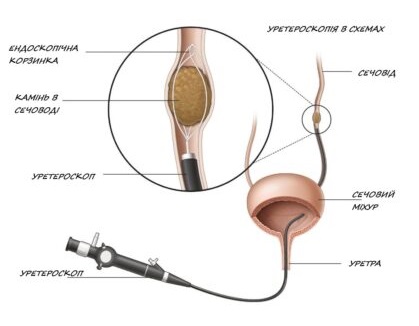 УРЕТЕРОСКОПІЯ В СХЕМАХ
ЕНДОСКОПІЧНА
КОРЗИНКА
КАМІНЬ В
СЕЧОВОДІ
УРЕТЕРОСКОП
СЕЧОВІД
СЕЧОВИЙ
МІХУР
УРЕТРА
УРЕТЕРОСКОП